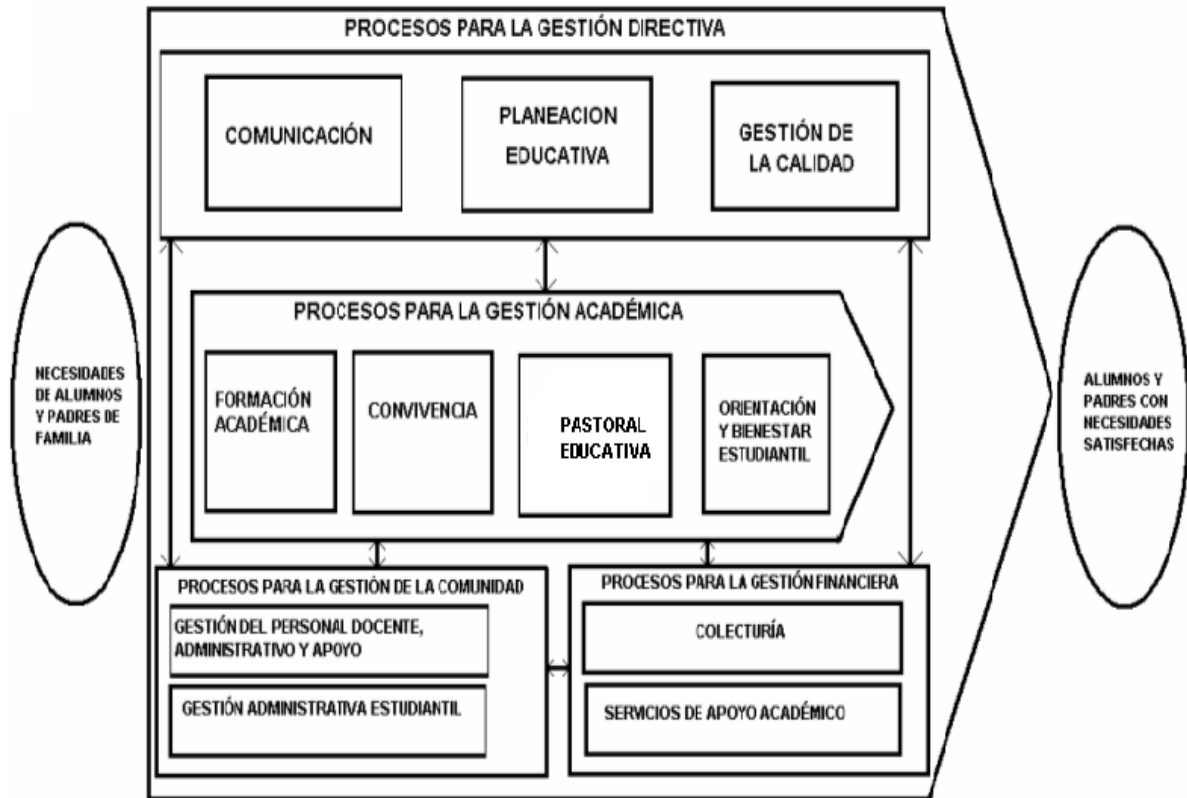 PROCESOS PARA LA GESTIÓN DIRECTIVA
COMUNICACIÓN
PLANEACION
EDUCATIVA
GESTIÓN DE
LA CALIDAD
NECESIDADES
DE ALUMNOS
Y PADRES DE
FAMILIA
PROCESOS PARA LA GESTIÓN ACADÉMICA
FORMACIÓN
ACADÉMICA
CONVIVENCIA
PASTORAL
EDUCATIVA
ORIENTACIÓN
Y BIENESTAR
ESTUDIANTIL
ALUMNOS Y
PADRES CON
NECESIDADES
SATISFECHAS
PROCESOS PARA LA GESTIÓN DE LA COMUNIDAD
GESTIÓN DEL PERSONAL DOCENTE,
ADMINISTRATIVO Y APOYO
GESTIÓN ADMINISTRATIVA ESTUDIANTIL
PROCESOS PARA LA GESTIÓN FINANCIERA
COLECTURÍA
SERVICIOS DE APOYO ACADÉMICO